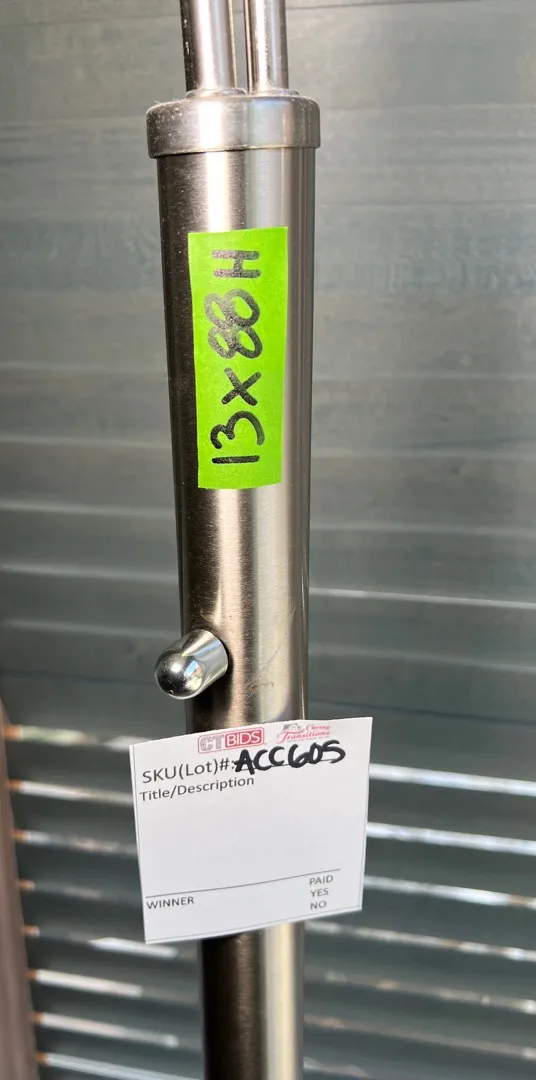 13x88H
CTBIDS
Caring
Transitions
SKU(Lot)#:ACC605
Title/Description
WINNER
PAID
YES
NO